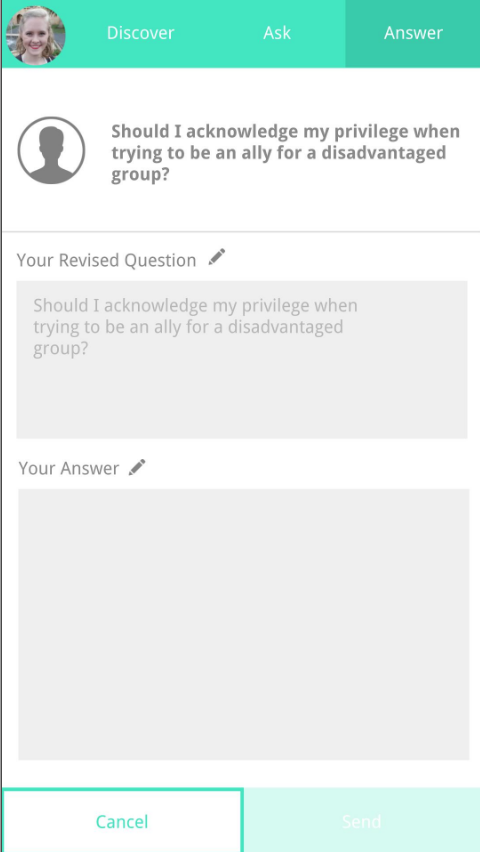 Discover Ask Answer
Should I acknowledge my privilege when
trying to be an ally for a disadvantaged
group?
Your Revised Question
Should I acknowledge my privilege when
trying to be an ally for a disadvantaged
group?
Your Answer
Cancel Send